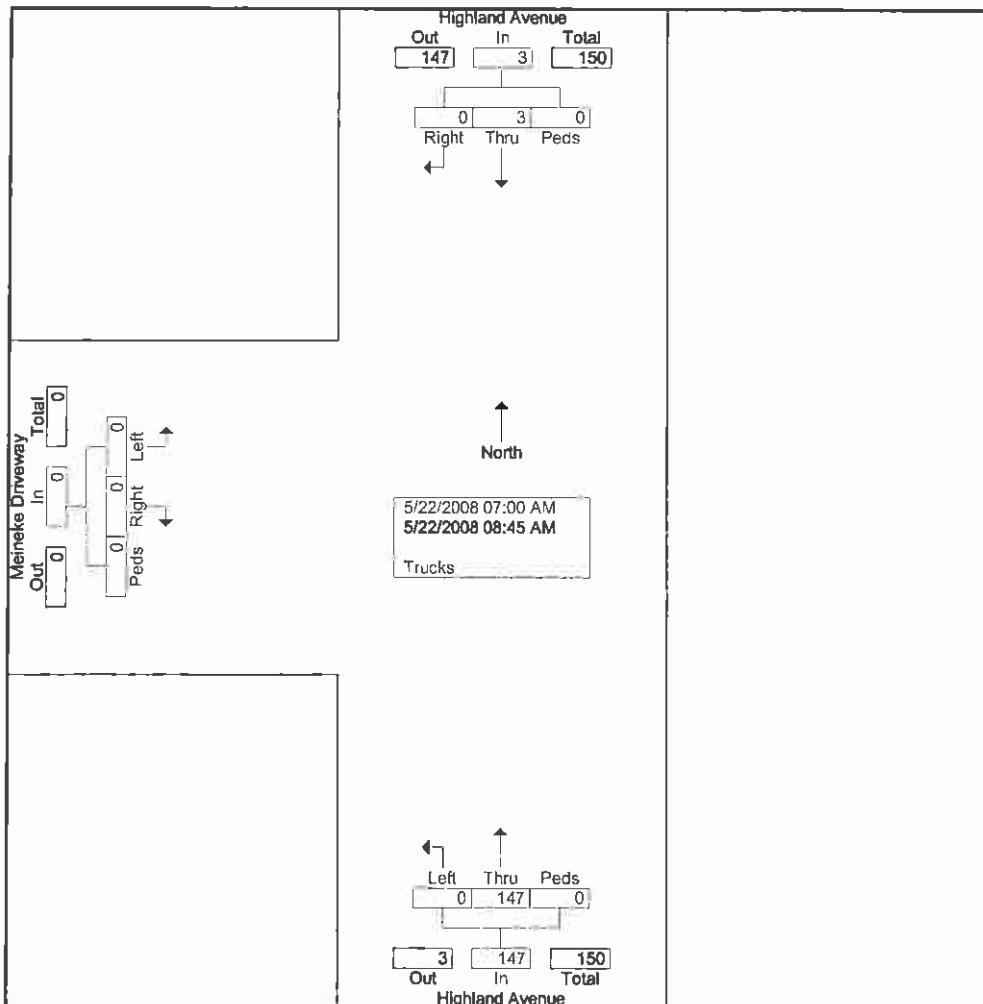 Highland Avenue
Out In Total
147 3 150
0 3 0
Right Thru Peds
Meineke Driveway
Total 0
In 0
Out 0
0 Left
0 Right
0 Peds
North
5/22/2008 07:00 AM
5/22/2008 08:45 AM
Trucks
Left Thru Peds
0 147 0
3 147 150
Out In Total
Highland Avenue